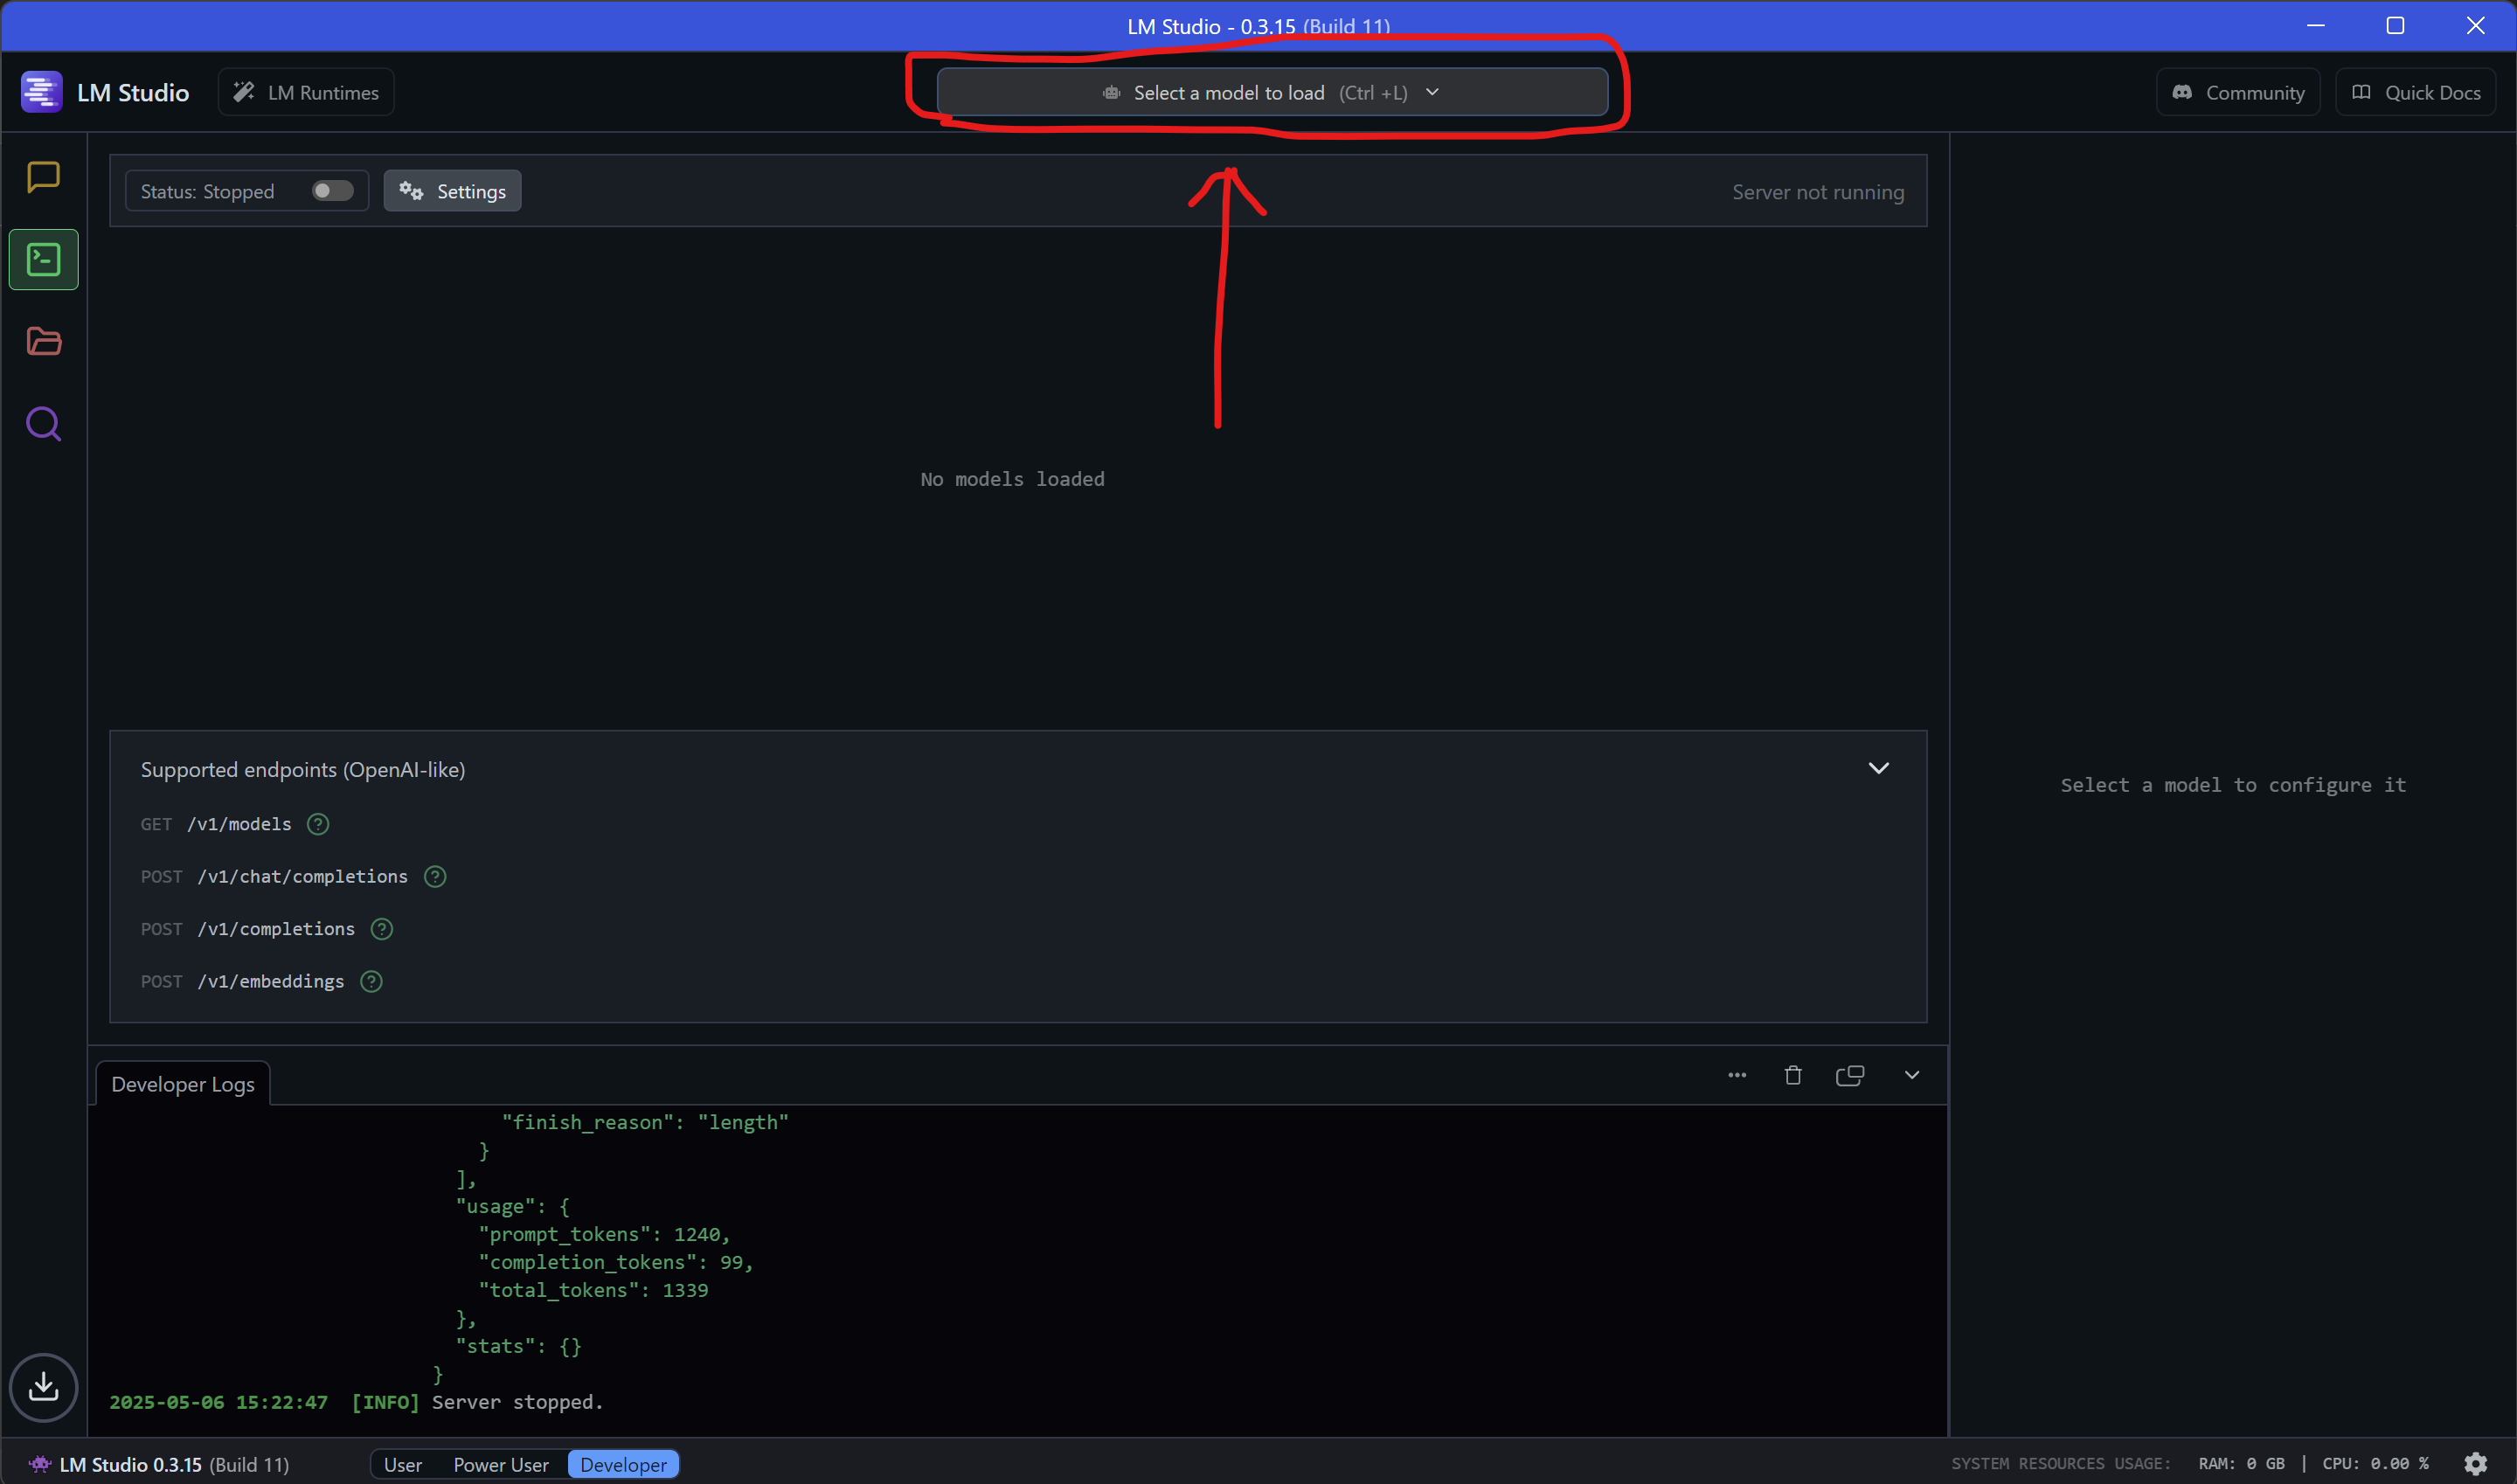 LM Studio - 0.3.15 (Build 11)
LM Studio
LM Runtimes
Select a model to load (Ctrl +L)
Community
Quick Docs
Status: Stopped
Settings
Server not running
No models loaded
Select a model to configure it
Supported endpoints (OpenAI-like)
GET /v1/models
POST /v1/chat/completions
POST /v1/completions
POST /v1/embeddings
Developer Logs
"finish_reason": "length"
}
],
"usage": {
"prompt_tokens": 1240,
"completion_tokens": 99,
"total_tokens": 1339
},
"stats": {}
}
2025-05-06 15:22:47 [INFO] Server stopped.
LM Studio 0.3.15 (Build 11)
User Power User Developer
SYSTEM RESOURCES USAGE: RAM: 0 GB | CPU: 0.00 %